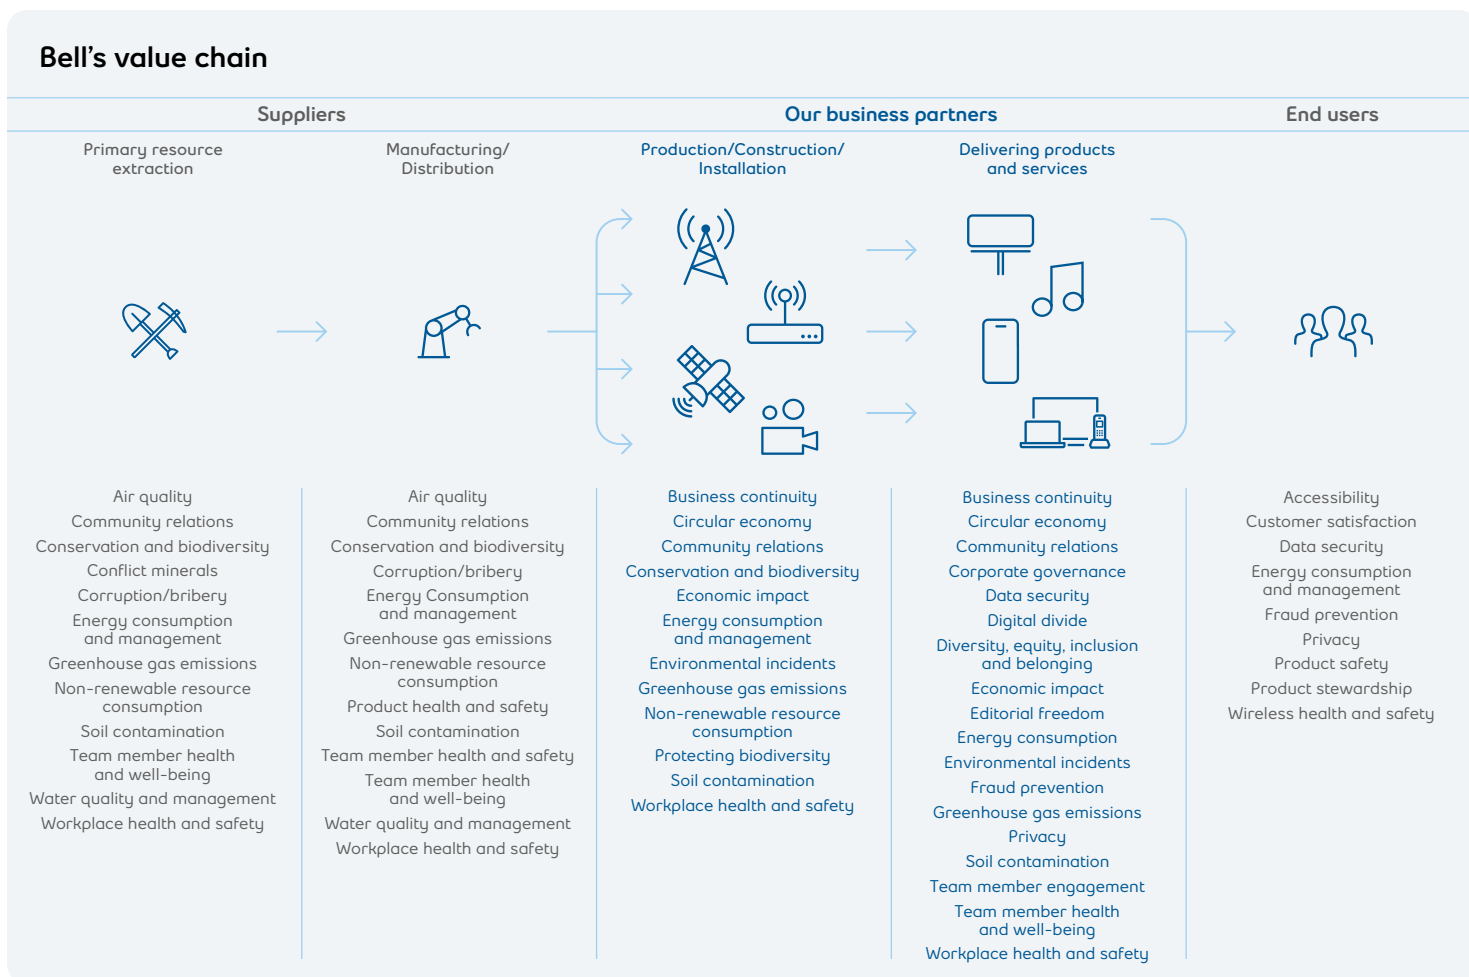 Bell’s value chain
Suppliers
Our business partners
End users
Primary resource
extraction
Manufacturing/
Distribution
Production/Construction/
Installation
Delivering products
and services
Air quality
Community relations
Conservation and biodiversity
Conflict minerals
Corruption/bribery
Energy consumption
and management
Greenhouse gas emissions
Non-renewable resource
consumption
Soil contamination
Team member health
and well-being
Water quality and management
Workplace health and safety
Air quality
Community relations
Conservation and biodiversity
Corruption/bribery
Energy Consumption
and management
Greenhouse gas emissions
Non-renewable resource
consumption
Product health and safety
Soil contamination
Team member health and safety
Team member health
and well-being
Water quality and management
Workplace health and safety
Business continuity
Circular economy
Community relations
Conservation and biodiversity
Economic impact
Energy consumption
and management
Environmental incidents
Greenhouse gas emissions
Non-renewable resource
consumption
Protecting biodiversity
Soil contamination
Workplace health and safety
Business continuity
Circular economy
Community relations
Corporate governance
Data security
Digital divide
Diversity, equity, inclusion
and belonging
Economic impact
Editorial freedom
Energy consumption
Environmental incidents
Fraud prevention
Greenhouse gas emissions
Privacy
Soil contamination
Team member engagement
Team member health
and well-being
Workplace health and safety
Accessibility
Customer satisfaction
Data security
Energy consumption
and management
Fraud prevention
Privacy
Product safety
Product stewardship
Wireless health and safety